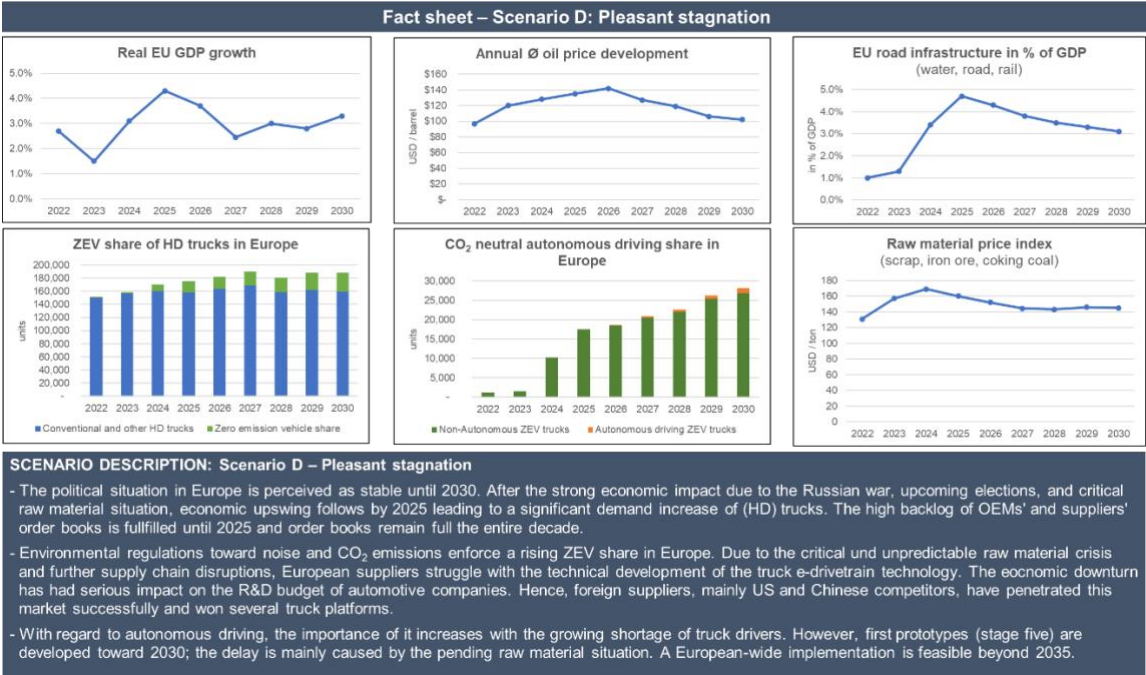 Fact sheet – Scenario D: Pleasant stagnation
Real EU GDP growth
5.0%
4.0%
3.0%
2.0%
1.0%
0.0%
2022 2023 2024 2025 2026 2027 2028 2029 2030
Annual Ø oil price development
USD / barrel
$160
$140
$120
$100
$80
$60
$40
$20
$-
2022 2023 2024 2025 2026 2027 2028 2029 2030
EU road infrastructure in % of GDP
(water, road, rail)
in % of GDP
5.0%
4.0%
3.0%
2.0%
1.0%
0.0%
2022 2023 2024 2025 2026 2027 2028 2029 2030
ZEV share of HD trucks in Europe
units
200,000
180,000
160,000
140,000
120,000
100,000
80,000
60,000
40,000
20,000
-
2022 2023 2024 2025 2026 2027 2028 2029 2030
Conventional and other HD trucks Zero emission vehicle share
CO2 neutral autonomous driving share in
Europe
units
30,000
25,000
20,000
15,000
10,000
5,000
-
2022 2023 2024 2025 2026 2027 2028 2029 2030
Non-Autonomous ZEV trucks Autonomous driving ZEV trucks
Raw material price index
(scrap, iron ore, coking coal)
USD / ton
180
160
140
120
100
80
60
40
20
0
2022 2023 2024 2025 2026 2027 2028 2029 2030
SCENARIO DESCRIPTION: Scenario D – Pleasant stagnation
- The political situation in Europe is perceived as stable until 2030. After the strong economic impact due to the Russian war, upcoming elections, and critical
raw material situation, economic upswing follows by 2025 leading to a significant demand increase of (HD) trucks. The high backlog of OEMs' and suppliers'
order books is fullfilled until 2025 and order books remain full the entire decade.
- Environmental regulations toward noise and CO2 emissions enforce a rising ZEV share in Europe. Due to the critical und unpredictable raw material crisis
and further supply chain disruptions, European suppliers struggle with the technical development of the truck e-drivetrain technology. The eocnomic downturn
has had serious impact on the R&D budget of automotive companies. Hence, foreign suppliers, mainly US and Chinese competitors, have penetrated this
market successfully and won several truck platforms.
- With regard to autonomous driving, the importance of it increases with the growing shortage of truck drivers. However, first prototypes (stage five) are
developed toward 2030; the delay is mainly caused by the pending raw material situation. A European-wide implementation is feasible beyond 2035.